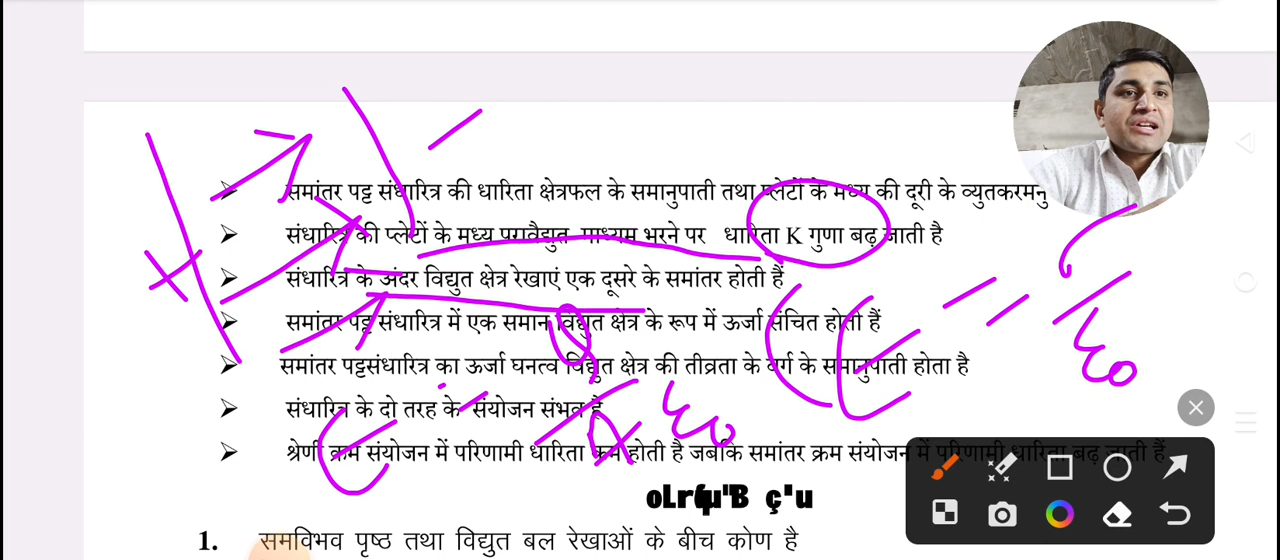 समांतर पट्ट संधारित्र की धारिता क्षेत्रफल के समानुपाती तथा प्लेटों के मध्य की दूरी के व्युतकरमनु
संधारित्र की प्लेटों के मध्य परावैद्युत माध्यम भरने पर धारिता K गुणा बढ़ जाती है
संधारित्र के अंदर विद्युत क्षेत्र रेखाएं एक दूसरे के समांतर होती हैं
समांतर पट्ट संधारित्र में एक समान विद्युत क्षेत्र के रूप में ऊर्जा संचित होती हैं
समांतर पट्टसंधारित्र का ऊर्जा घनत्व विद्युत क्षेत्र की तीव्रता के वर्ग के समानुपाती होता है
संधारित्र के दो तरह के संयोजन संभव है
श्रेणी क्रम संयोजन में परिणामी धारिता कम होती है जबकि समांतर क्रम संयोजन में परिणामी धारिता बढ़ जाती हैं
1. समविभव पृष्ठ तथा विद्युत बल रेखाओं के बीच कोण है